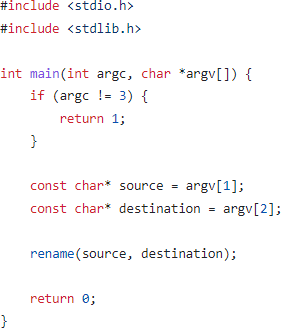 #include <stdio.h>
#include <stdlib.h>

int main(int argc, char *argv[]) {
    if (argc != 3) {
        return 1;
    }

    const char* source = argv[1];
    const char* destination = argv[2];

    rename(source, destination);

    return 0;
}